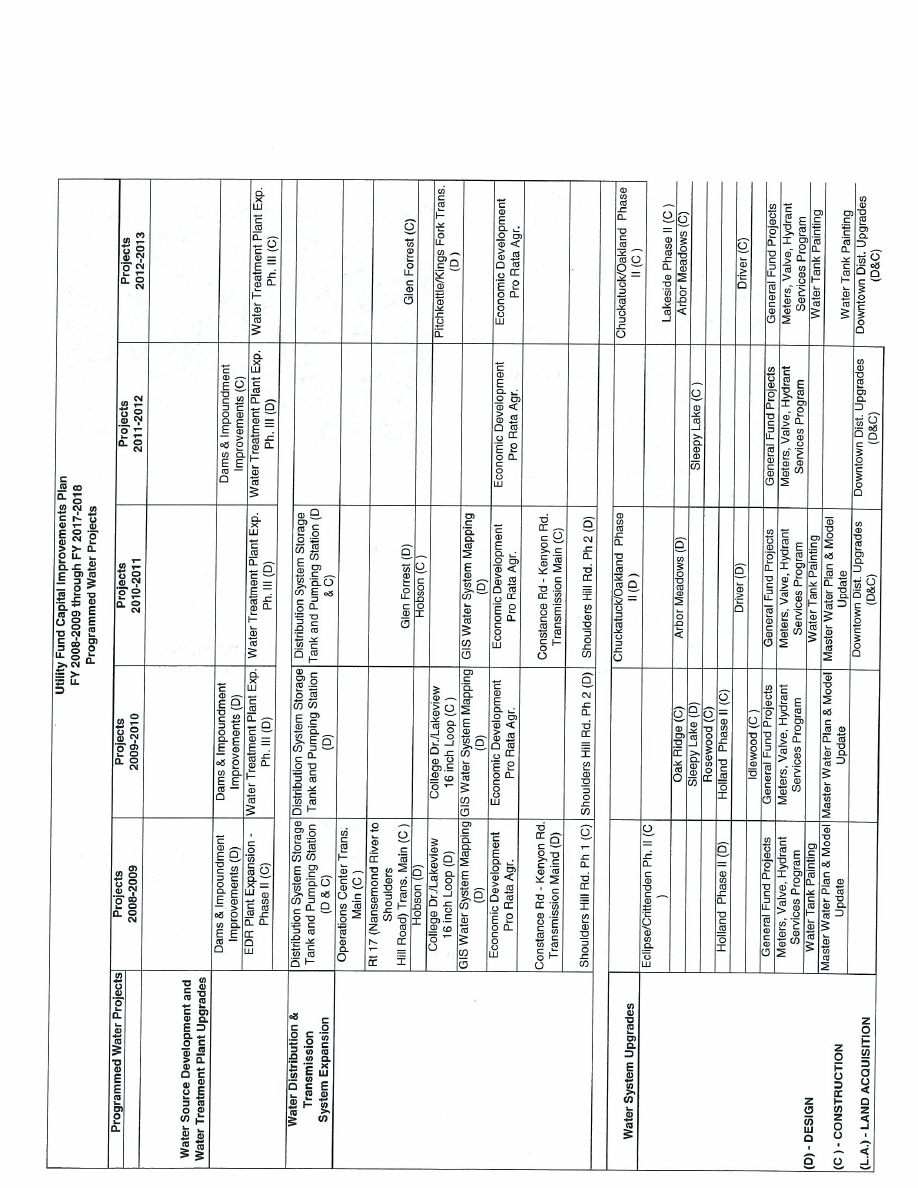 Utility Fund Capital Improvements Plan
FY 2008-2009 through FY 2017-2018
Programmed Water Projects
Programmed Water Projects
Projects
2008-2009
Projects
2009-2010
Projects
2010-2011
Projects
2011-2012
Projects
2012-2013
Water Source Development and
Water Treatment Plant Upgrades
Dams & Impoundment
Improvements (D)
Dams & Impoundment
Improvements (D)
Dams & Impoundment
Improvements (C)
EDR Plant Expansion -
Phase II (C)
Water Treatment Plant Exp.
Ph. III (D)
Water Treatment Plant Exp.
Ph. III (D)
Water Treatment Plant Exp.
Ph. III (D)
Water Treatment Plant Exp.
Ph. III (C)
Water Distribution &
Transmission
System Expansion
Distribution System Storage
Tank and Pumping Station
(D & C)
Distribution System Storage
Tank and Pumping Station
(D)
Distribution System Storage
Tank and Pumping Station (D
& C)
Operations Center Trans.
Main (C )
Rt 17 (Nansemond River to
Shoulders
Hill Road) Trans. Main (C )
Glen Forrest (D)
Glen Forrest (C)
Hobson (D)
Hobson (C )
College Dr./Lakeview
16 inch Loop (D)
College Dr./Lakeview
16 inch Loop (C )
Pitchkettle/Kings Fork Trans.
(D )
GIS Water System Mapping
(D)
GIS Water System Mapping
(D)
GIS Water System Mapping
(D)
Economic Development
Pro Rata Agr.
Economic Development
Pro Rata Agr.
Economic Development
Pro Rata Agr.
Economic Development
Pro Rata Agr.
Economic Development
Pro Rata Agr.
Constance Rd - Kenyon Rd.
Transmission Maind (D)
Constance Rd - Kenyon Rd.
Transmission Main (C)
Shoulders Hill Rd. Ph 1 (C)
Shoulders Hill Rd. Ph 2 (D)
Shoulders Hill Rd. Ph 2 (D)
Water System Upgrades
Chuckatuck/Oakland Phase
II (D )
Chuckatuck/Oakland Phase
II (C )
Eclipse/Crittenden Ph. II (C
)
Lakeside Phase II (C )
Oak Ridge (C)
Arbor Meadows (D)
Arbor Meadows (C)
Sleepy Lake (D)
Sleepy Lake (C )
Rosewood (C)
Holland Phase II (D)
Holland Phase II (C)
Driver (D)
Driver (C)
Idlewood (C )
General Fund Projects
General Fund Projects
General Fund Projects
General Fund Projects
General Fund Projects
Meters, Valve, Hydrant
Services Program
Meters, Valve, Hydrant
Services Program
Meters, Valve, Hydrant
Services Program
Meters, Valve, Hydrant
Services Program
Meters, Valve, Hydrant
Services Program
(D) - DESIGN
Water Tank Painting
Water Tank Painting
Water Tank Painting
(C ) - CONSTRUCTION
Master Water Plan & Model
Update
Master Water Plan & Model
Update
Master Water Plan & Model
Update
Water Tank Painting
(L.A.) - LAND ACQUISITION
Downtown Dist. Upgrades
(D&C)
Downtown Dist. Upgrades
(D&C)
Downtown Dist. Upgrades
(D&C)